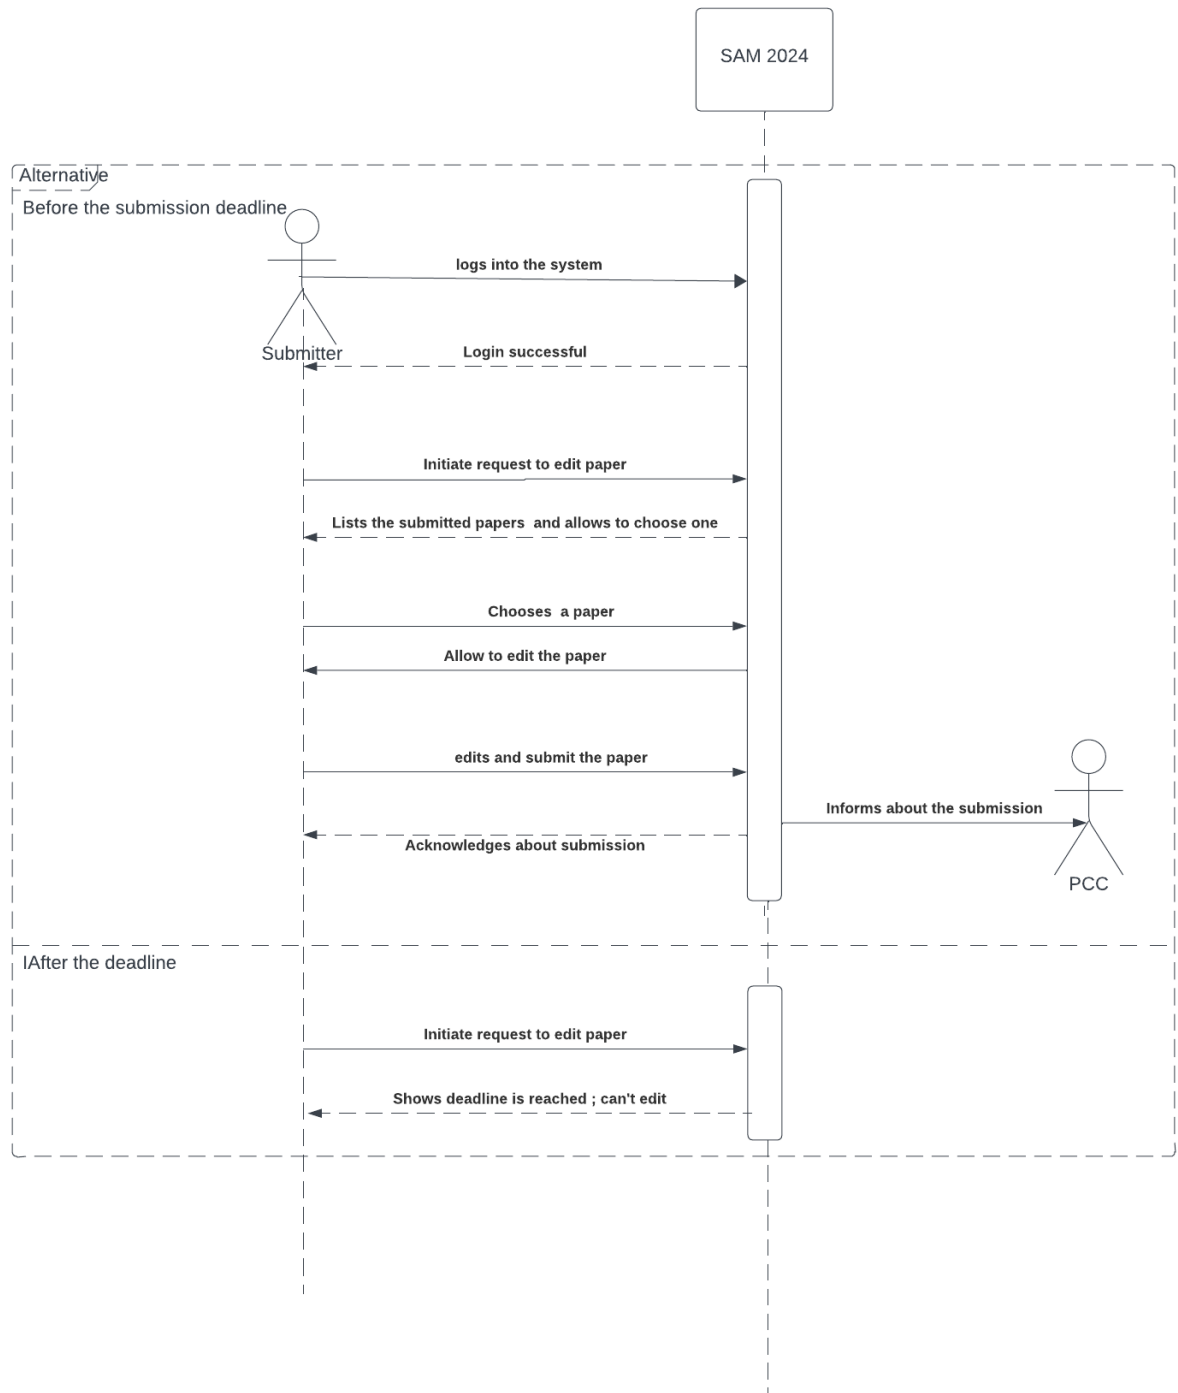 SAM 2024
Alternative
Before the submission deadline
logs into the system
Submitter
Login successful
Initiate request to edit paper
Lists the submitted papers  and allows to choose one
Chooses  a paper
Allow to edit the paper
edits and submit the paper
Informs about the submission
Acknowledges about submission
PCC
IAfter the deadline
Initiate request to edit paper
Shows deadline is reached ; can't edit